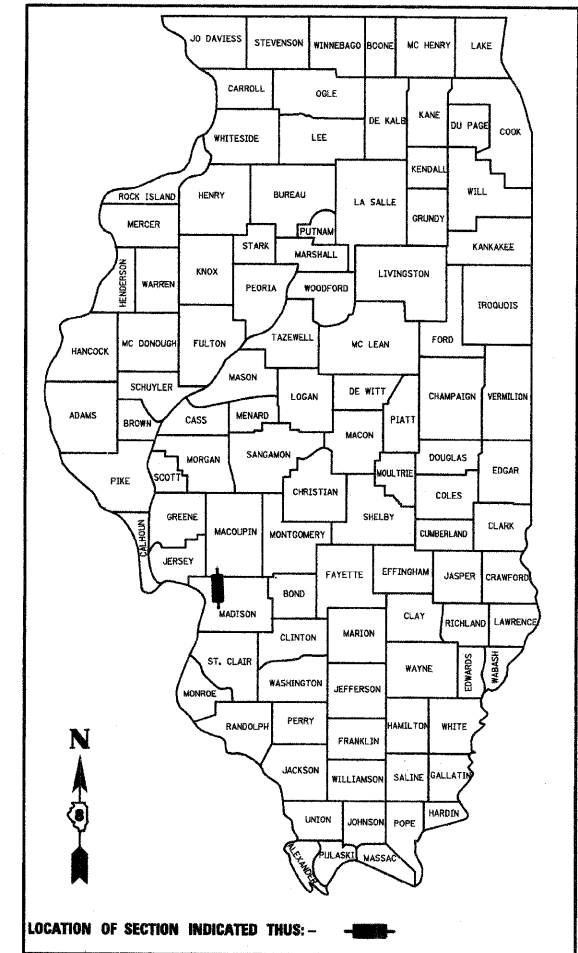 JO DAVIESS STEVENSON WINNEBAGO BOONE MC HENRY LAKE
CARROLL OGLE DE KALB KANE DU PAGE COOK
WHITESIDE LEE KENDALL WILL
ROCK ISLAND HENRY BUREAU LA SALLE GRUNDY
MERCER STARK PUTNAM MARSHALL KANKAKEE
HENDERSON WARREN KNOX PEORIA WOODFORD LIVINGSTON IROQUOIS
HANCOCK MC DONOUGH FULTON TAZEWELL MC LEAN FORD
SCHUYLER MASON LOGAN DE WITT CHAMPAIGN VERMILION
ADAMS BROWN CASS MENARD MACON PIATT
MORGAN SANGAMON DOUGLAS EDGAR
PIKE SCOTT CHRISTIAN MOULTRIE COLES
GREENE MACOUPIN MONTGOMERY SHELBY CUMBERLAND CLARK
CALHOUN JERSEY FAYETTE EFFINGHAM JASPER CRAWFORD
MADISON BOND CLAY RICHLAND LAWRENCE
CLINTON MARION WAYNE EDWARDS WABASH
ST. CLAIR WASHINGTON JEFFERSON
MONROE RANDOLPH PERRY HAMILTON WHITE
FRANKLIN
JACKSON WILLIAMSON SALINE GALLATIN
UNION JOHNSON POPE HARDIN
ALEXANDER PULASKI MASSAC
N
8
LOCATION OF SECTION INDICATED THUS:-